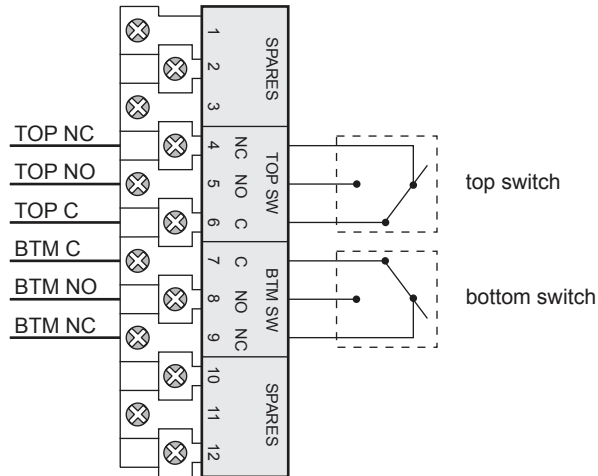 1
2
3
SPARES
TOP NC
4
NC
TOP NO
5
NO
TOP SW
TOP C
6
C
top switch
BTM C
7
C
BTM NO
8
NO
BTM SW
BTM NC
9
NC
bottom switch
10
11
12
SPARES